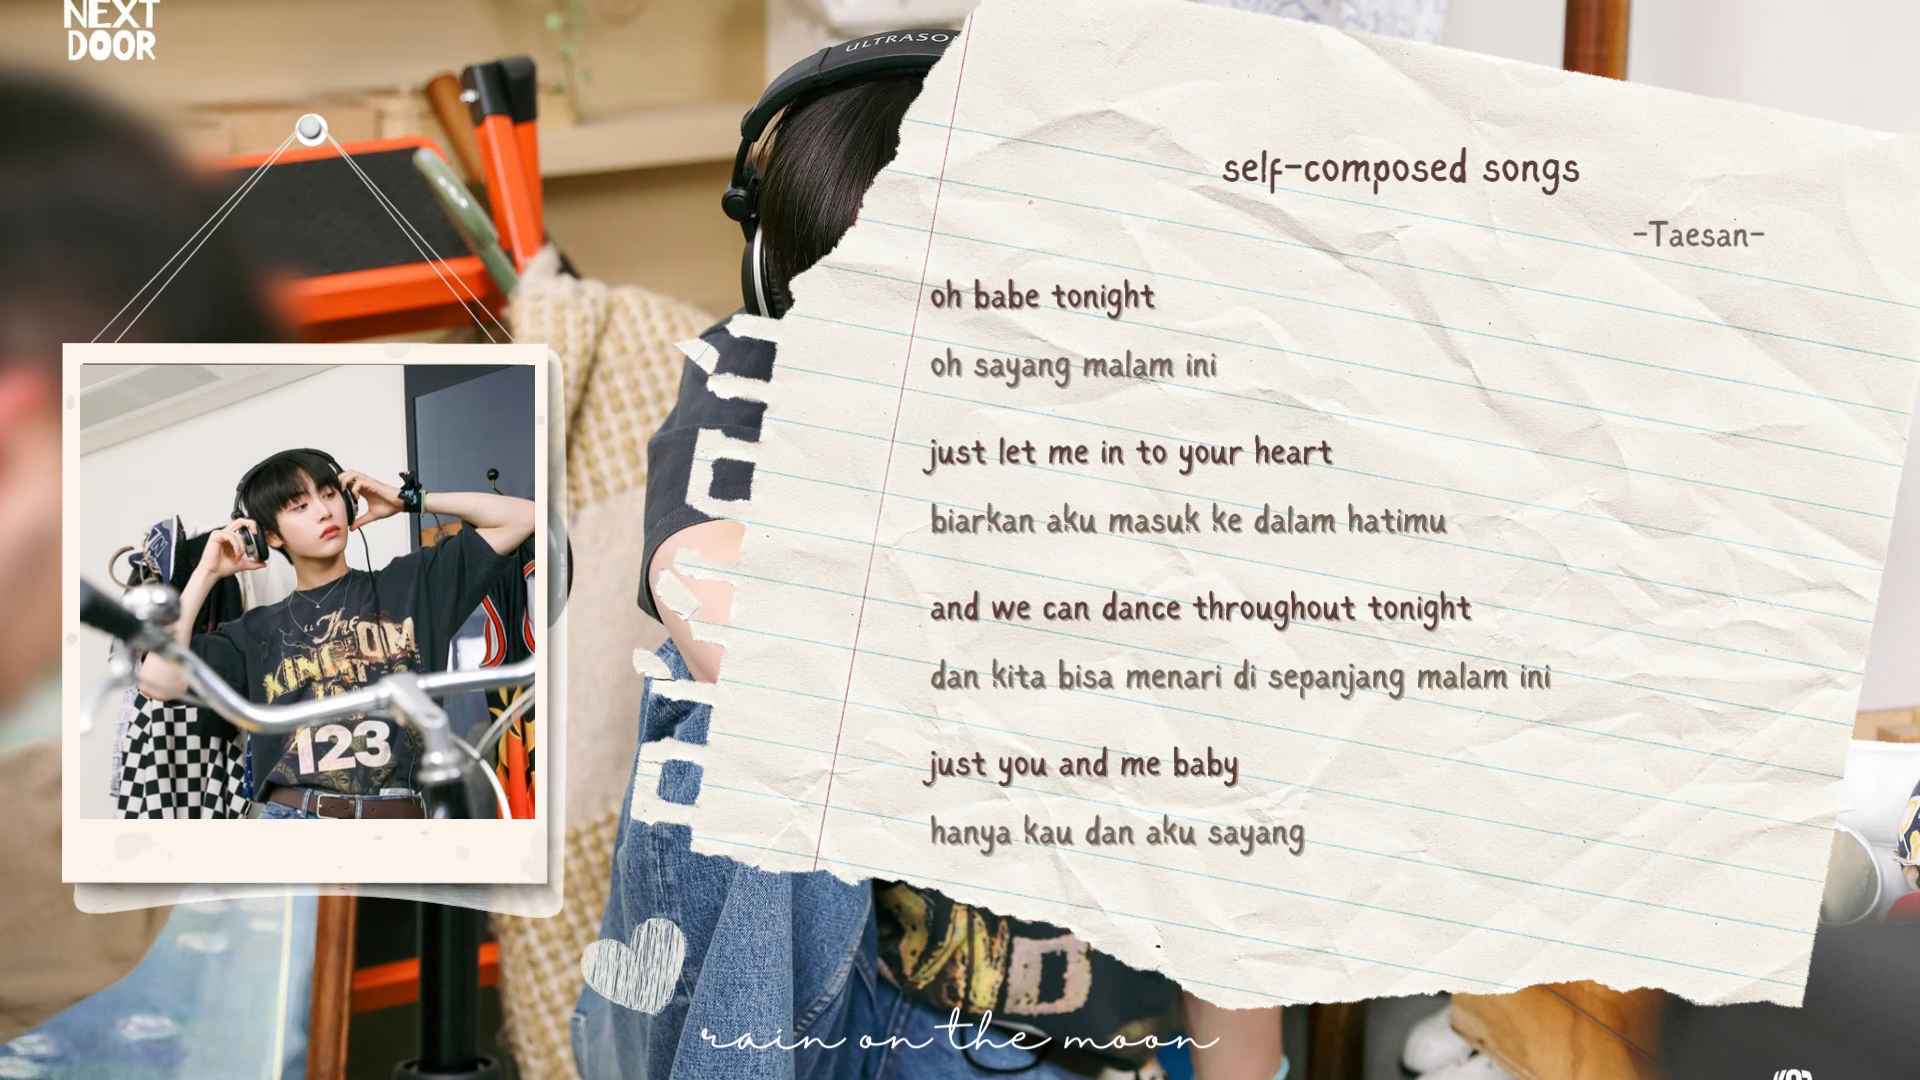 NEXT
DOOR
ULTRASO
self-composed songs
-Taesan-
oh babe tonight
oh sayang malam ini
just let me in to your heart
biarkan aku masuk ke dalam hatimu
and we can dance throughout tonight
dan kita bisa menari di sepanjang malam ini
just you and me baby
hanya kau dan aku sayang
"The
KINGDOM
123
rain on the moon